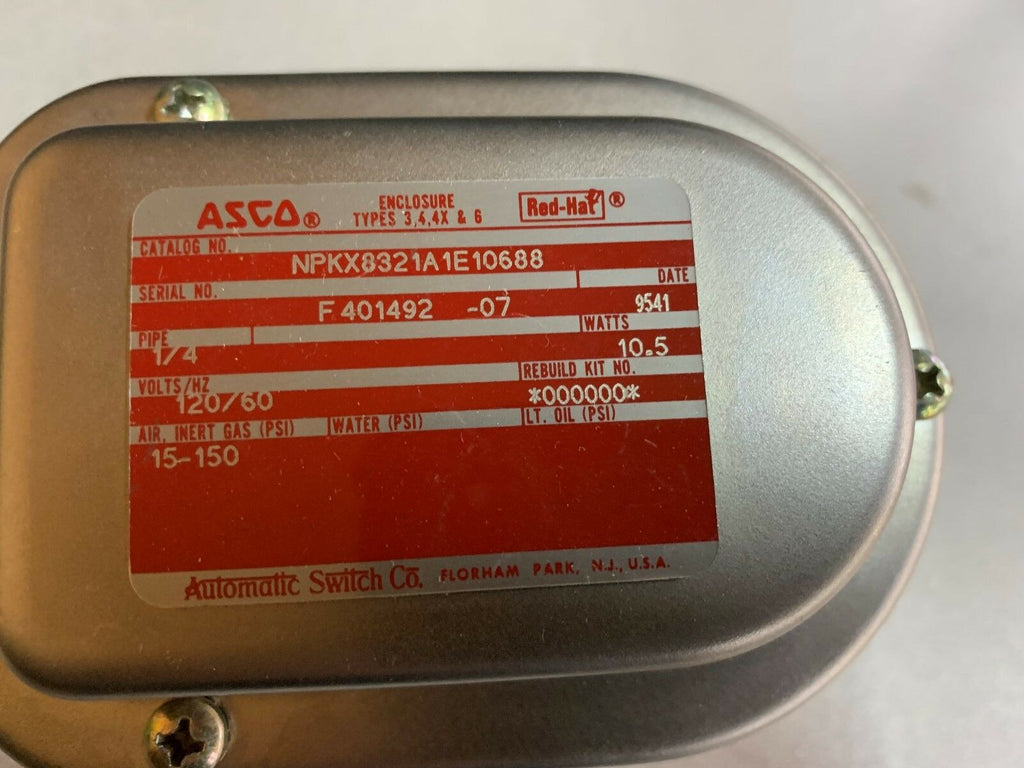 ASCO® ENCLOSURE TYPES 3,4,4X & 6 Red-Hat ®
CATALOG NO.
NPKX8321A1E10688
SERIAL NO. DATE
F401492 -07 9541
PIPE WATTS
1/4 10.5
VOLTS/HZ REBUILD KIT NO.
120/60 *000000*
AIR, INERT GAS (PSI) WATER (PSI) LT. OIL (PSI)
15-150
Automatic Switch Co. FLORHAM PARK, N.J., U.S.A.